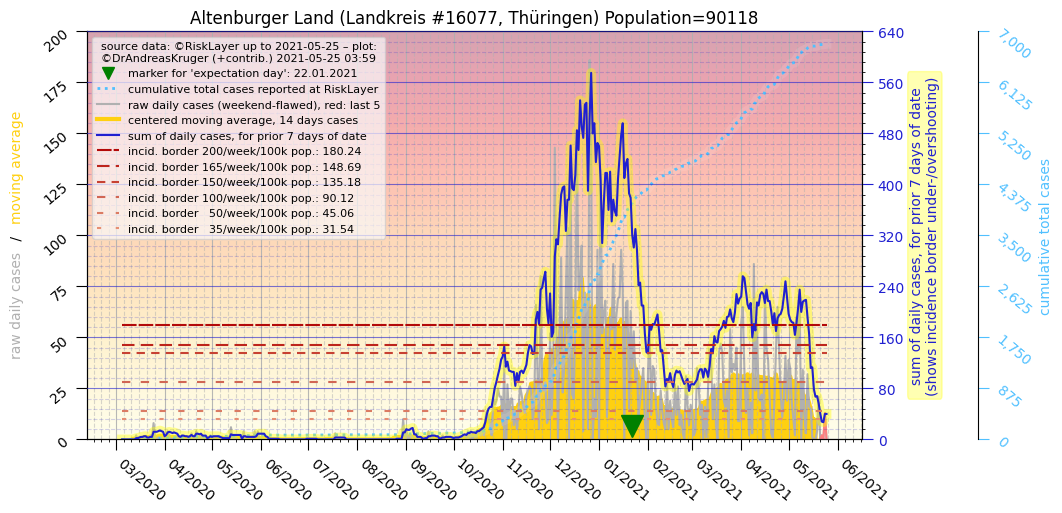 Altenburger Land (Landkreis #16077, Thüringen) Population=90118
source data: ©RiskLayer up to 2021-05-25 – plot:
©DrAndreasKruger (+contrib.) 2021-05-25 03:59
marker for 'expectation day': 22.01.2021
cumulative total cases reported at RiskLayer
raw daily cases (weekend-flawed), red: last 5
centered moving average, 14 days cases
sum of daily cases, for prior 7 days of date
incid. border 200/week/100k pop.: 180.24
incid. border 165/week/100k pop.: 148.69
incid. border 150/week/100k pop.: 135.18
incid. border 100/week/100k pop.: 90.12
incid. border   50/week/100k pop.: 45.06
incid. border   35/week/100k pop.: 31.54
raw daily cases / moving average
200
175
150
125
100
75
50
25
0
03/2020
04/2020
05/2020
06/2020
07/2020
08/2020
09/2020
10/2020
11/2020
12/2020
01/2021
02/2021
03/2021
04/2021
05/2021
06/2021
640
560
480
400
320
240
160
80
0
sum of daily cases, for prior 7 days of date
(shows incidence border under-/overshooting)
7,000
6,125
5,250
4,375
3,500
2,625
1,750
875
0
cumulative total cases